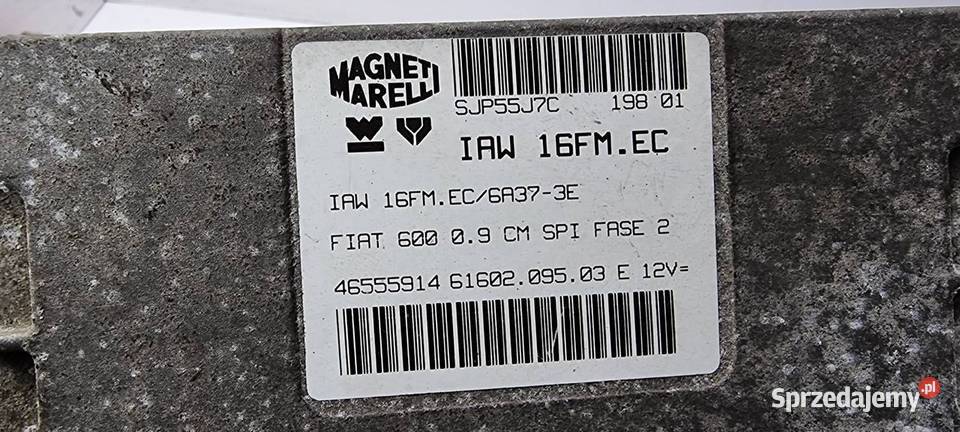 MAGNETI
MARELLI
SJP55J7C 198 01
IAW 16FM.EC
IAW 16FM.EC/6A37-3E
FIAT 600 0.9 CM SPI FASE 2
46555914 61602.095.03 E 12V=
Sprzedajemy.pl